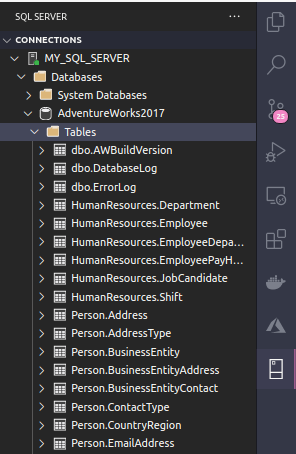 SQL SERVER
CONNECTIONS
MY_SQL_SERVER
Databases
System Databases
AdventureWorks2017
Tables
dbo.AWBuildVersion
dbo.DatabaseLog
dbo.ErrorLog
HumanResources.Department
HumanResources.Employee
HumanResources.EmployeeDepa...
HumanResources.EmployeePayH...
HumanResources.JobCandidate
HumanResources.Shift
Person.Address
Person.AddressType
Person.BusinessEntity
Person.BusinessEntityAddress
Person.BusinessEntityContact
Person.ContactType
Person.CountryRegion
Person.EmailAddress
25